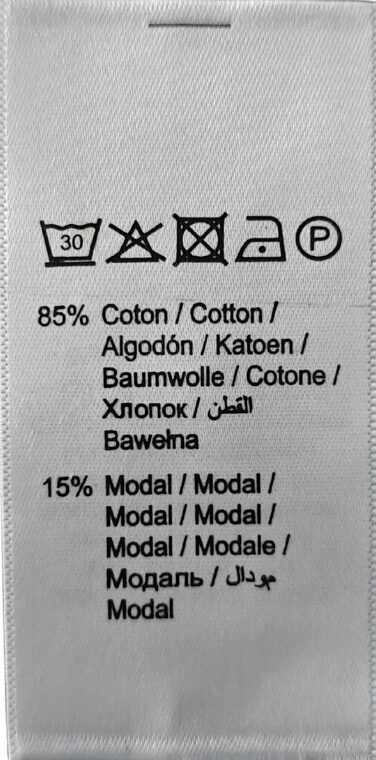 30 P
85% Coton / Cotton /
Algodón / Katoen /
Baumwolle / Cotone /
Хлопок / القطن
Bawełna
15% Modal / Modal /
Modal / Modal /
Modal / Modale /
Модаль / مودال
Modal